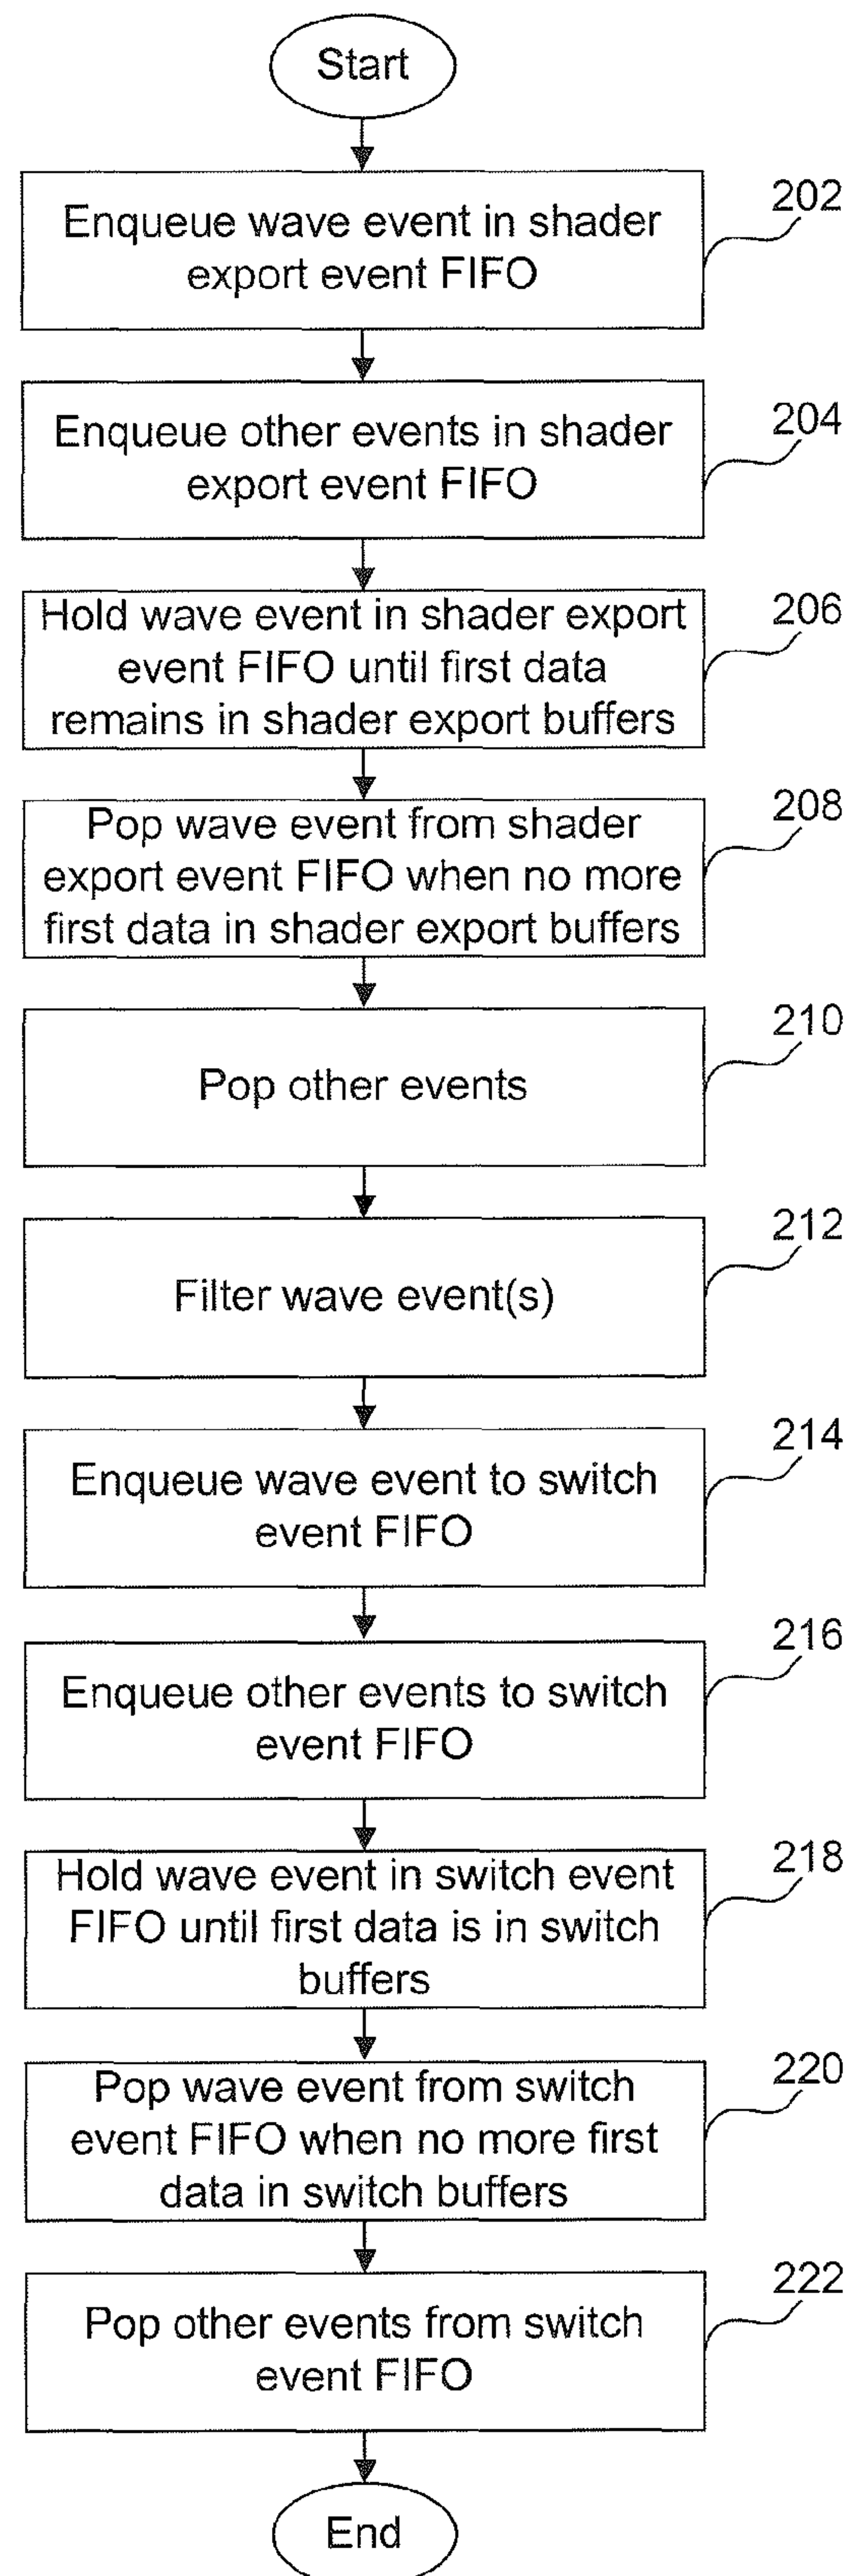 Start
202
Enqueue wave event in shader
export event FIFO
204
Enqueue other events in shader
export event FIFO
206
Hold wave event in shader export
event FIFO until first data
remains in shader export buffers
208
Pop wave event from shader
export event FIFO when no more
first data in shader export buffers
210
Pop other events
212
Filter wave event(s)
214
Enqueue wave event to switch
event FIFO
216
Enqueue other events to switch
event FIFO
218
Hold wave event in switch event
FIFO until first data is in switch
buffers
220
Pop wave event from switch
event FIFO when no more first
data in switch buffers
222
Pop other events from switch
event FIFO
End